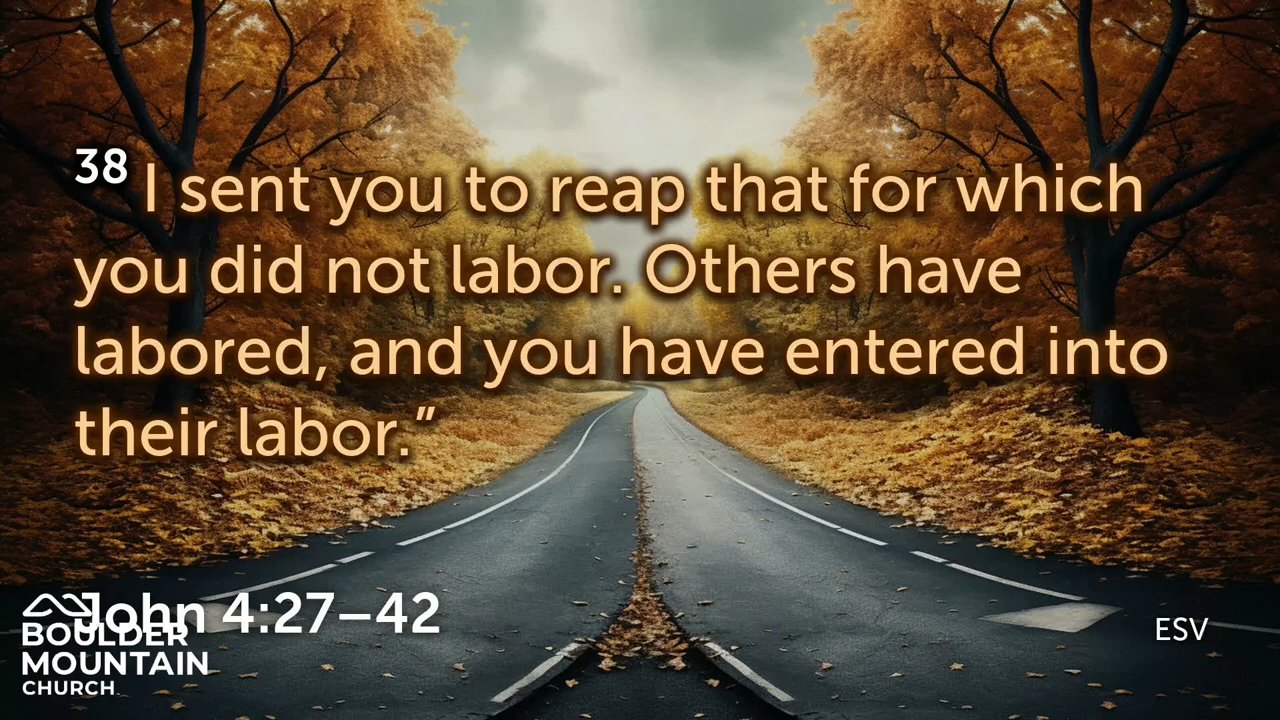 38 I sent you to reap that for which
you did not labor. Others have
labored, and you have entered into
their labor.”
John 4:27–42
BOULDER
MOUNTAIN
CHURCH
ESV